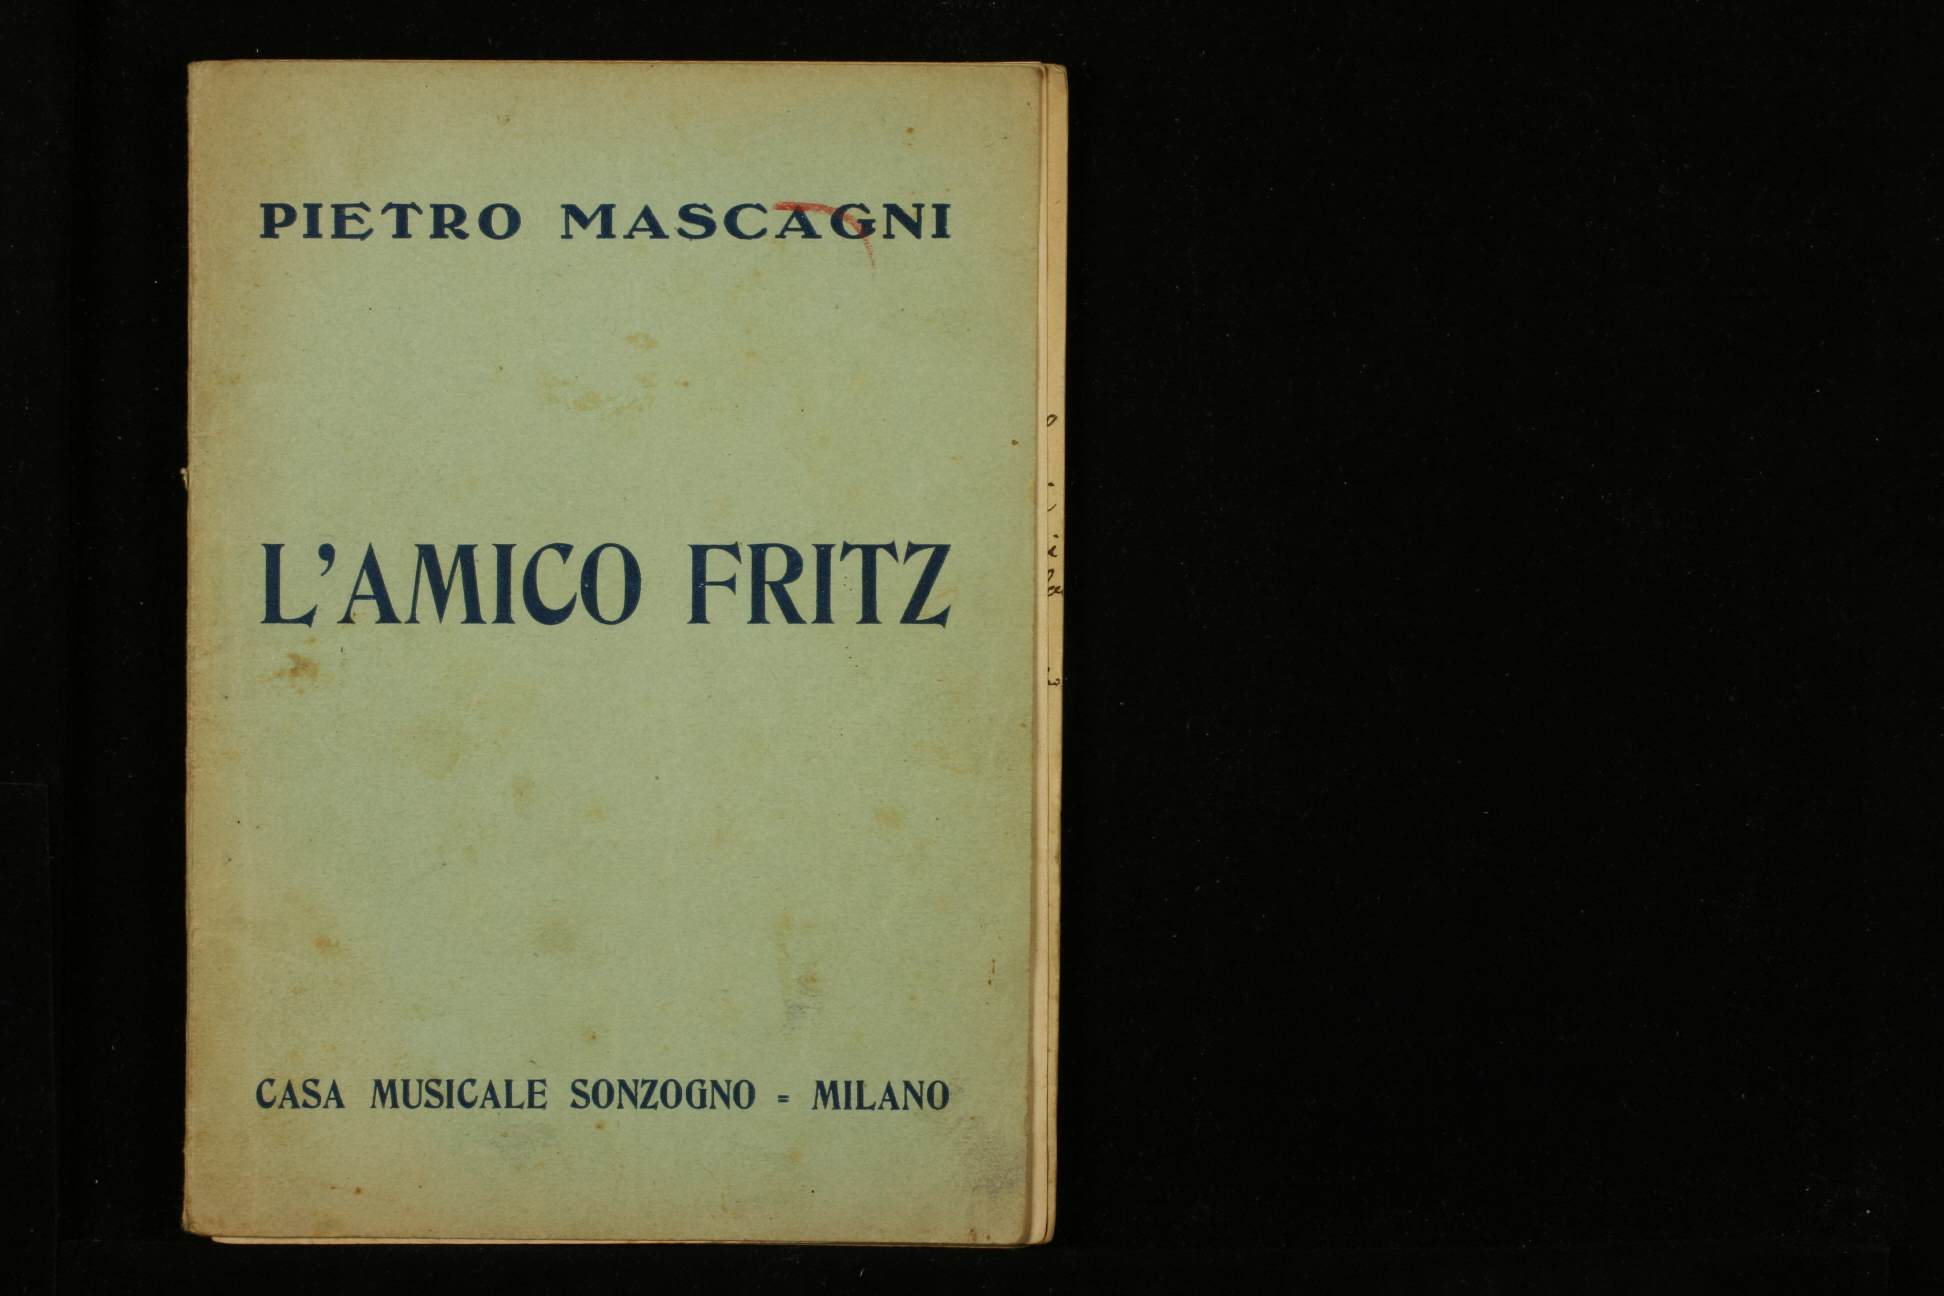 PIETRO MASCAGNI
L'AMICO FRITZ
CASA MUSICALE SONZOGNO = MILANO